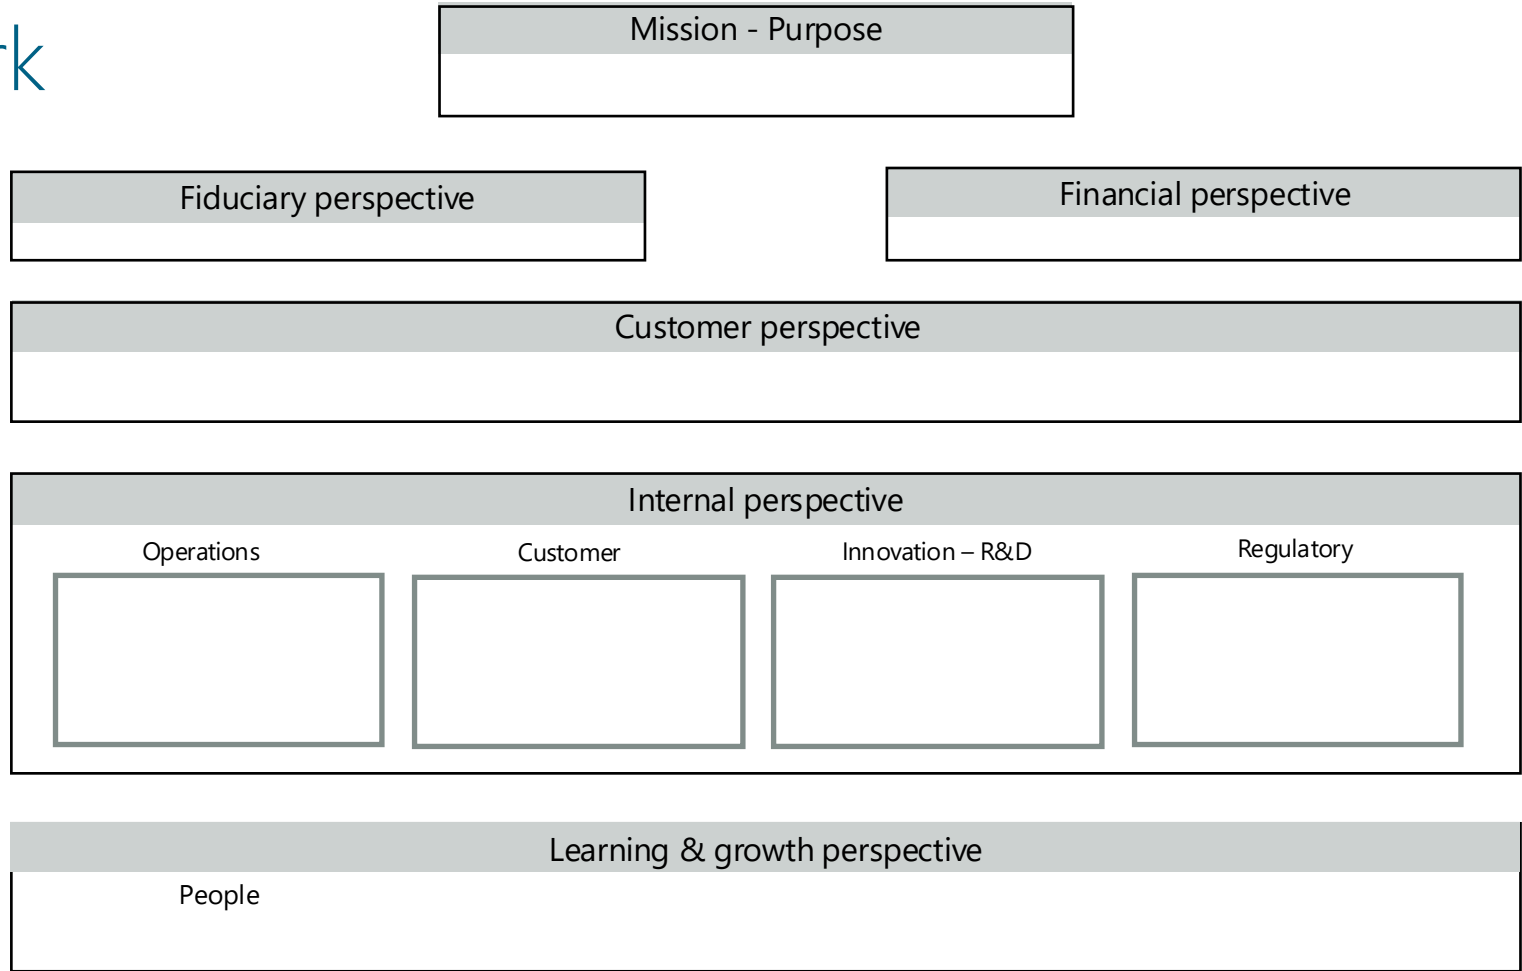 rk
Mission - Purpose
Fiduciary perspective
Financial perspective
Customer perspective
Internal perspective
Operations
Customer
Innovation – R&D
Regulatory
Learning & growth perspective
People